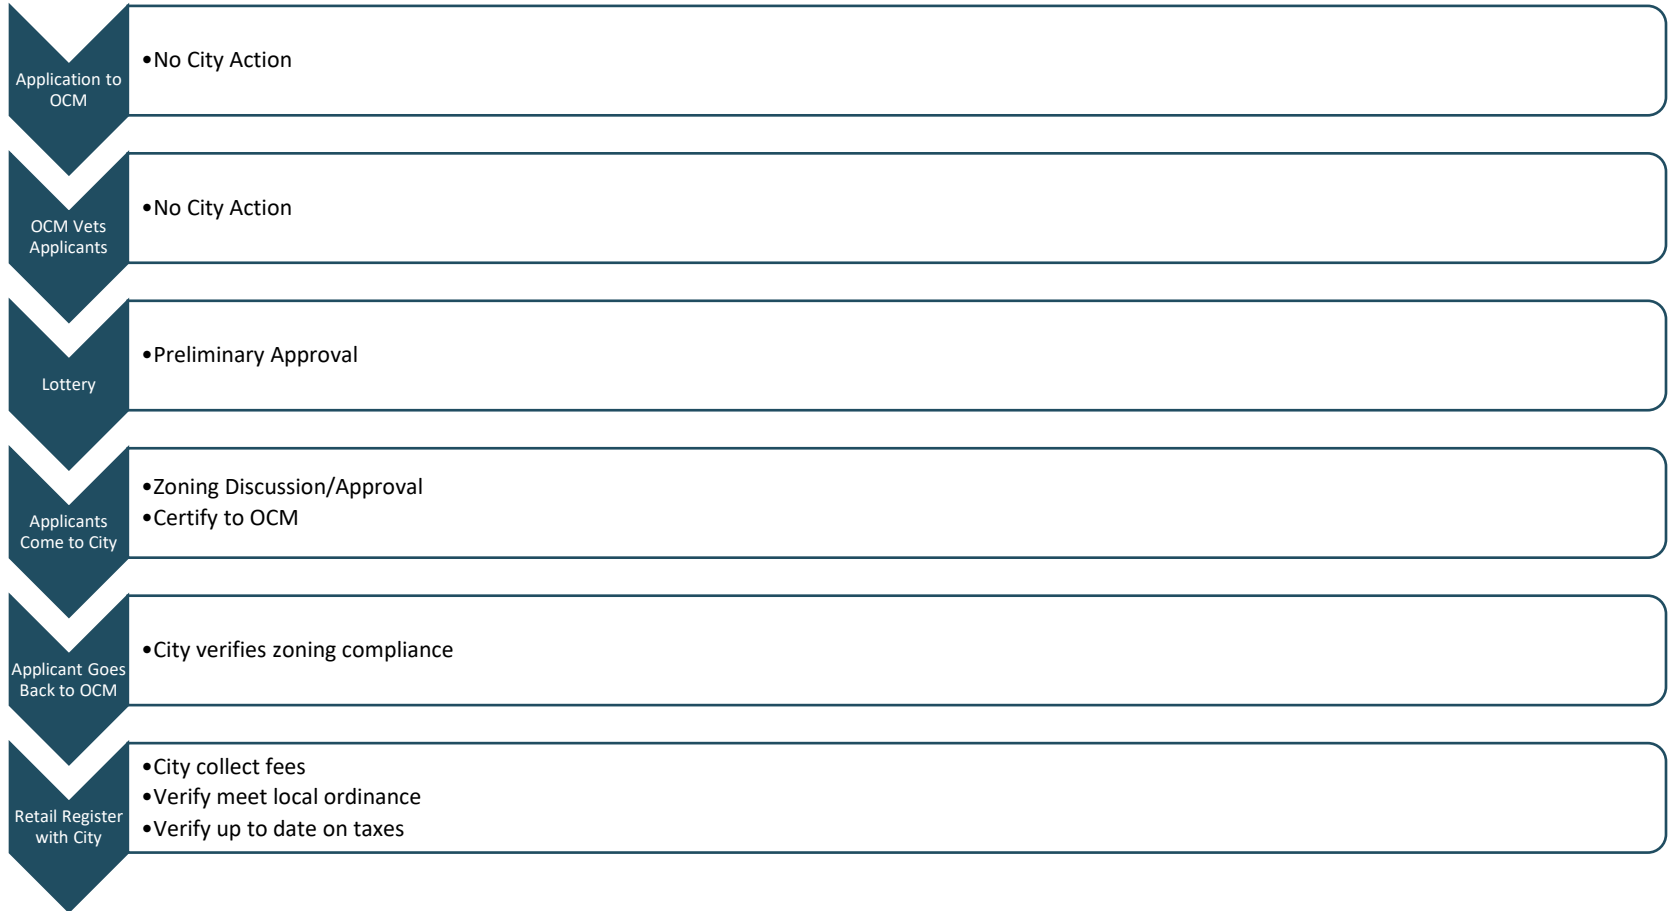 Application to
OCM
•No City Action
OCM Vets
Applicants
•No City Action
Lottery
•Preliminary Approval
Applicants
Come to City
•Zoning Discussion/Approval
•Certify to OCM
Applicant Goes
Back to OCM
•City verifies zoning compliance
Retail Register
with City
•City collect fees
•Verify meet local ordinance
•Verify up to date on taxes